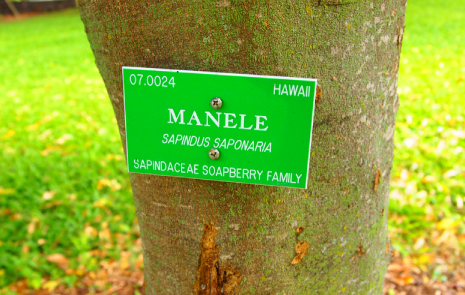 07.0024 HAWAII
MANELE
SAPINDUS SAPONARIA
SAPINDACEAE SOAPBERRY FAMILY